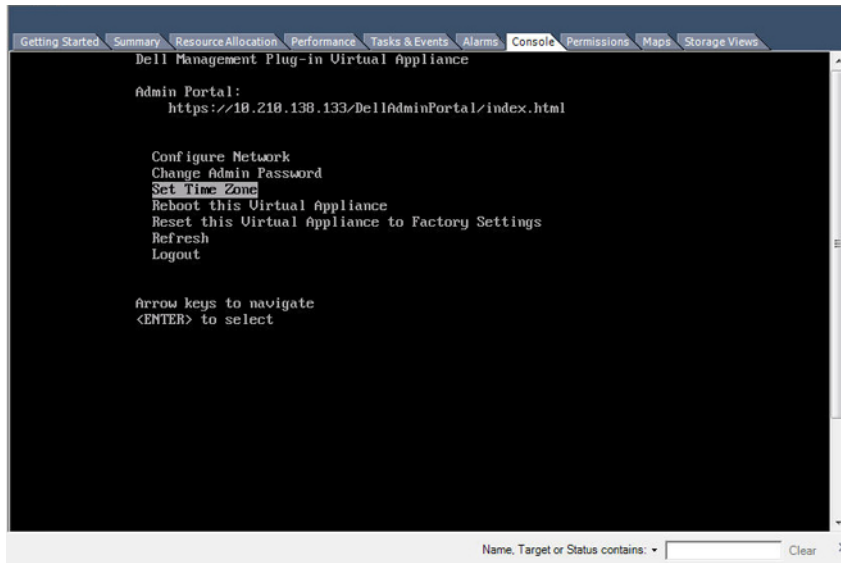 Getting Started Summary Resource Allocation Performance Tasks & Events Alarms Console Permissions Maps Storage Views
Dell Management Plug-in Virtual Appliance
Admin Portal:
https://10.210.138.133/DellAdminPortal/index.html
Configure Network
Change Admin Password
Set Time Zone
Reboot this Virtual Appliance
Reset this Virtual Appliance to Factory Settings
Refresh
Logout
Arrow keys to navigate
<ENTER> to select
Name, Target or Status contains: Clear